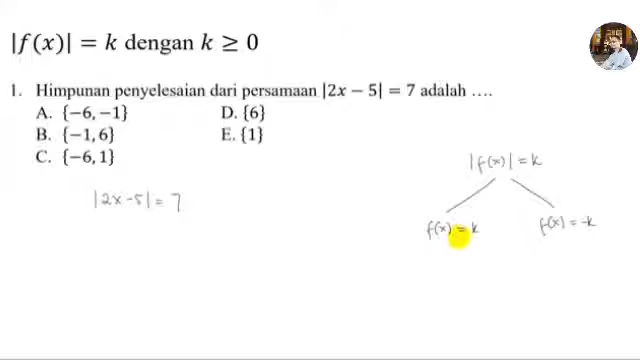 |f(x)| = k dengan k ≥ 0
1. Himpunan penyelesaian dari persamaan |2x − 5| = 7 adalah ….
A. {−6, −1} D. {6}
B. {−1, 6} E. {1}
C. {−6, 1}
|f(x)| = k
|2x-5| = 7
f(x) = k f(x) = -k